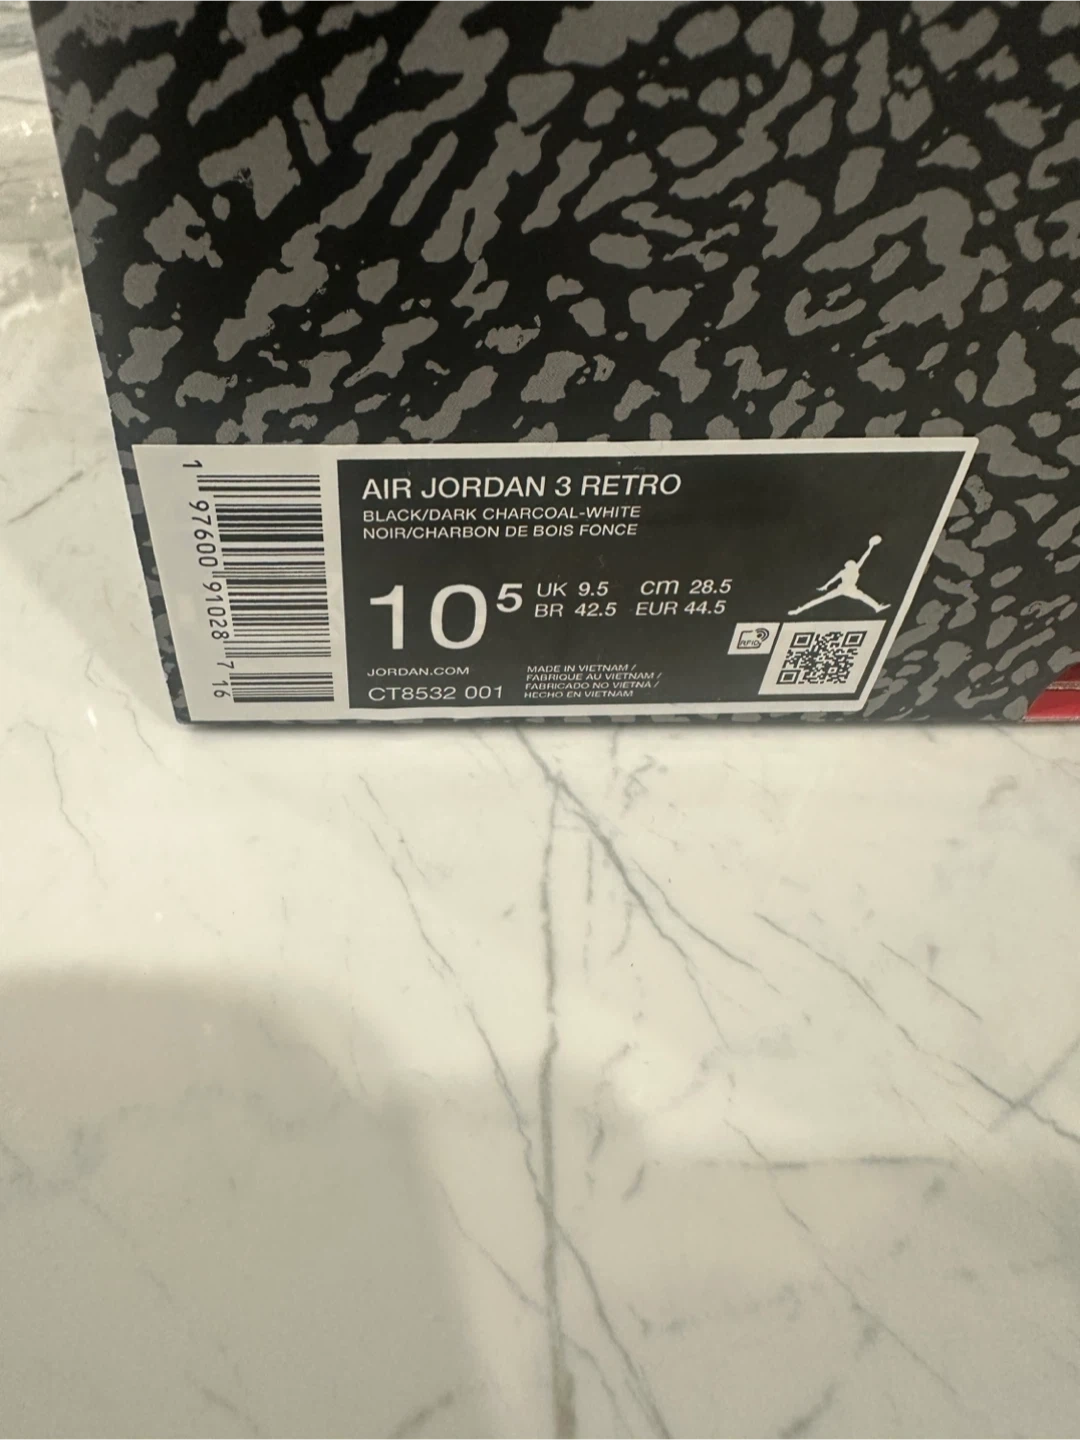 1 97600 91028 7 16
AIR JORDAN 3 RETRO
BLACK/DARK CHARCOAL-WHITE
NOIR/CHARBON DE BOIS FONCE
10 5 UK 9.5 cm 28.5
BR 42.5 EUR 44.5
RFID
JORDAN.COM
CT8532 001
MADE IN VIETNAM /
FABRIQUE AU VIETNAM /
FABRICADO NO VIETNA /
HECHO EN VIETNAM